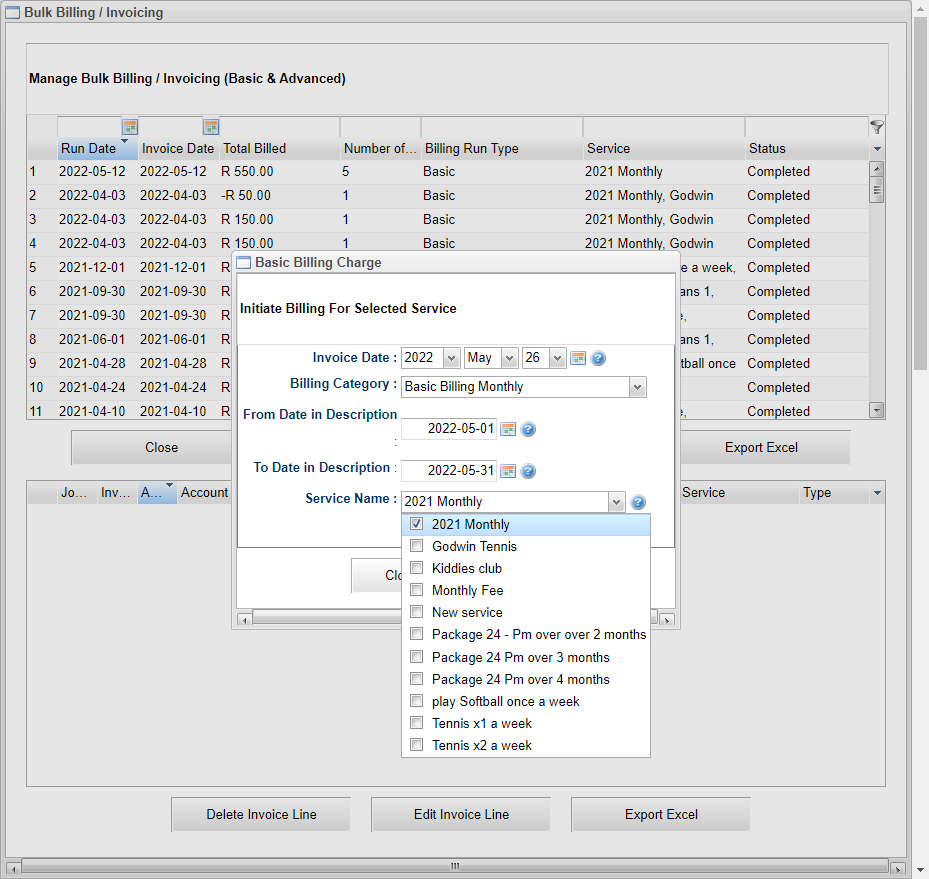 Bulk Billing / Invoicing
Manage Bulk Billing / Invoicing (Basic & Advanced)
Run Date Invoice Date Total Billed Number of... Billing Run Type Service Status
1 2022-05-12 2022-05-12 R 550.00 5 Basic 2021 Monthly Completed
2 2022-04-03 2022-04-03 -R 50.00 1 Basic 2021 Monthly, Godwin Completed
3 2022-04-03 2022-04-03 R 150.00 1 Basic 2021 Monthly, Godwin Completed
4 2022-04-03 2022-04-03 R 150.00 1 Basic 2021 Monthly, Godwin Completed
5 2021-12-01 2021-12-01 R e a week, Completed
6 2021-09-30 2021-09-30 R ans 1, Completed
7 2021-09-30 2021-09-30 R e, Completed
8 2021-06-01 2021-06-01 R ans 1, Completed
9 2021-04-28 2021-04-28 R tball once Completed
10 2021-04-24 2021-04-24 R Completed
11 2021-04-10 2021-04-10 R e, Completed
Basic Billing Charge
Initiate Billing For Selected Service
Invoice Date : 2022 May 26
Billing Category : Basic Billing Monthly
From Date in Description
: 2022-05-01
To Date in Description : 2022-05-31
Service Name : 2021 Monthly
2021 Monthly
Godwin Tennis
Kiddies club
Monthly Fee
New service
Package 24 - Pm over over 2 months
Package 24 Pm over 3 months
Package 24 Pm over 4 months
play Softball once a week
Tennis x1 a week
Tennis x2 a week
Clo
Close Export Excel
Jo... Inv... A... Account Service Type
Delete Invoice Line Edit Invoice Line Export Excel